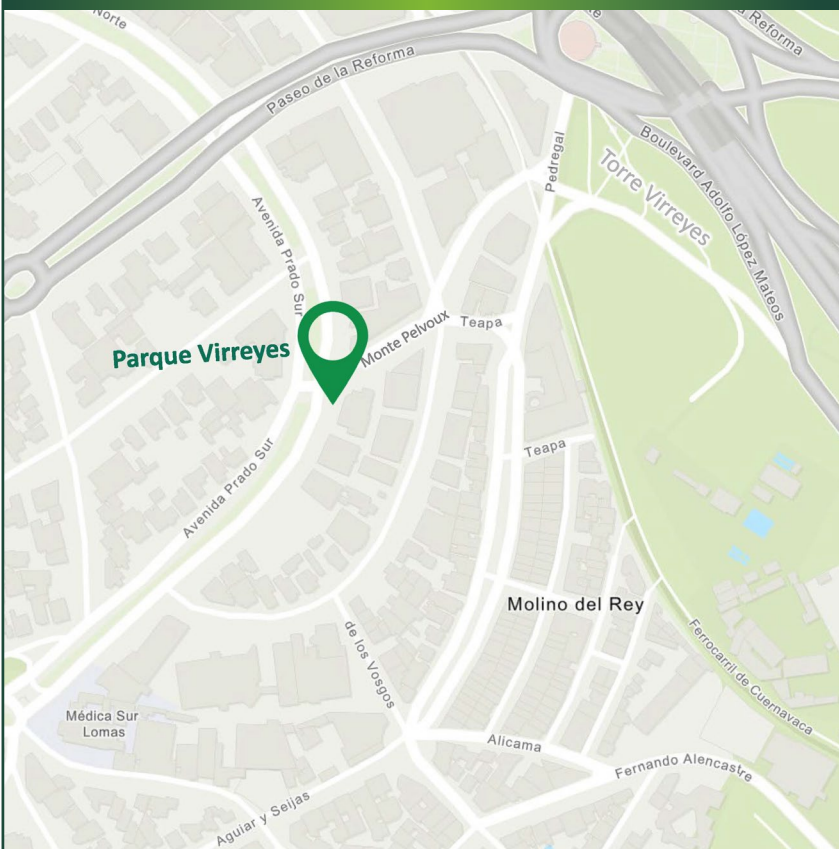 Norte
Paseo de la Reforma
Reforma
Pedregal
Boulevard Adolfo López Mateos
Torre Virreyes
Avenida Prado Sur
Parque Virreyes
Monte Pelvoux
Teapa
Teapa
Avenida Prado Sur
Molino del Rey
de los Vosgos
Ferrocarril de Cuernavaca
Médica Sur
Lomas
Alicama
Fernando Alencastre
Aguiar y Seijas